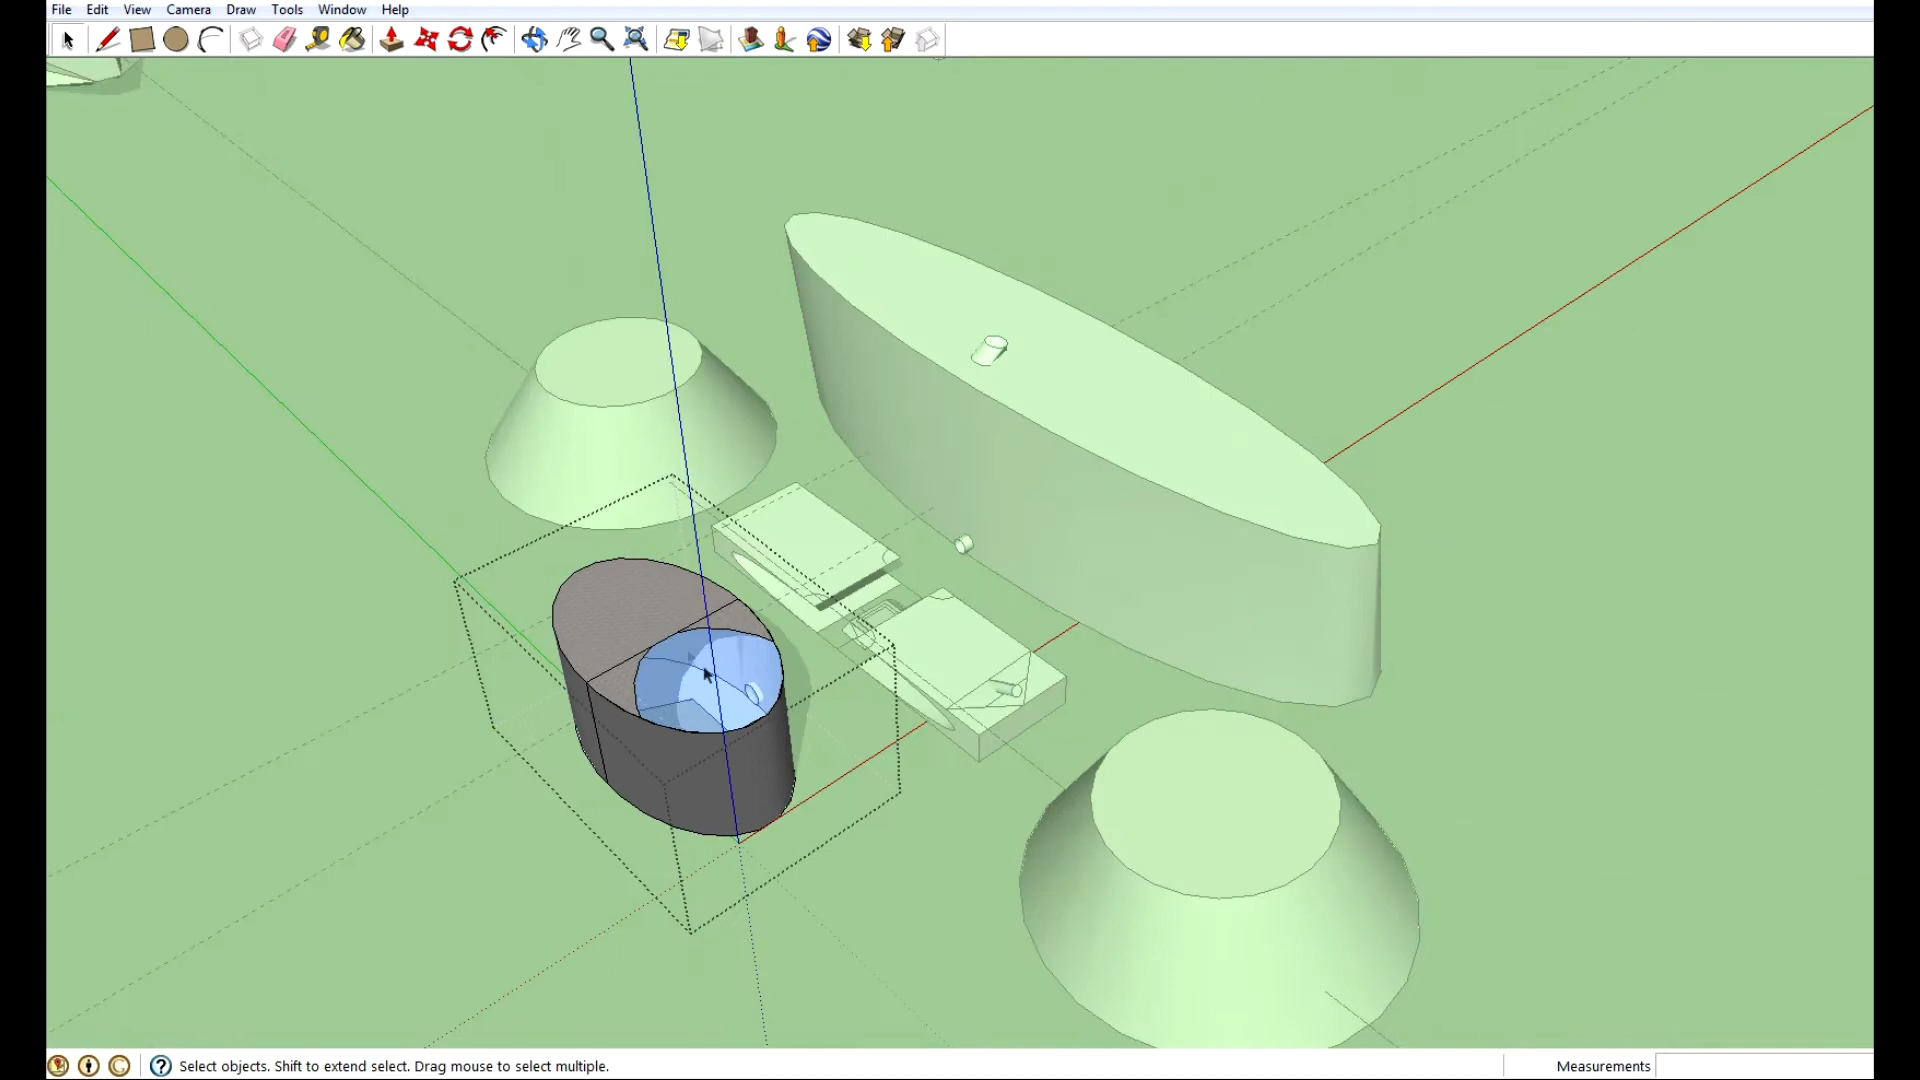 File Edit View Camera Draw Tools Window Help
Select objects. Shift to extend select. Drag mouse to select multiple.
Measurements